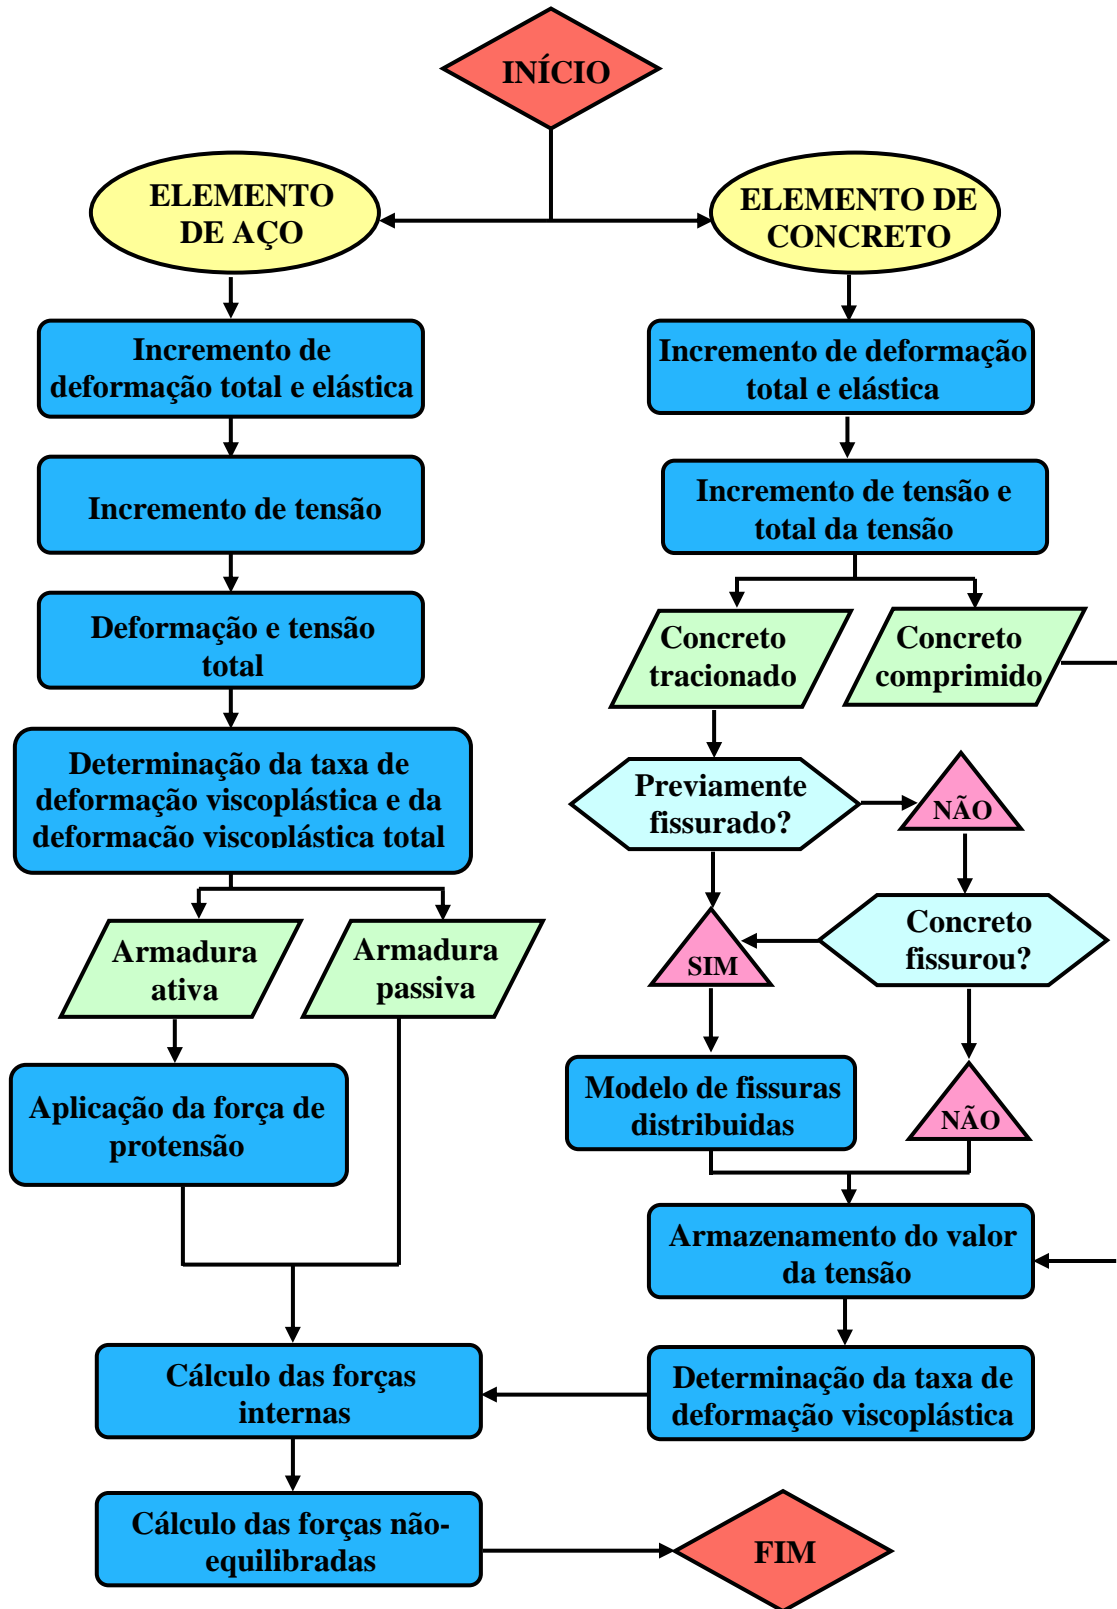 INÍCIO
ELEMENTO
DE AÇO
ELEMENTO DE
CONCRETO
Incremento de
deformação total e elástica
Incremento de deformação
total e elástica
Incremento de tensão
Incremento de tensão e
total da tensão
Deformação e tensão
total
Concreto
tracionado
Concreto
comprimido
Determinação da taxa de
deformação viscoplástica e da
deformação viscoplástica total
Previamente
fissurado?
NÃO
Armadura
ativa
Armadura
passiva
SIM
Concreto
fissurou?
Aplicação da força de
protensão
Modelo de fissuras
distribuidas
NÃO
Armazenamento do valor
da tensão
Cálculo das forças
internas
Determinação da taxa de
deformação viscoplástica
Cálculo das forças não-
equilibradas
FIM